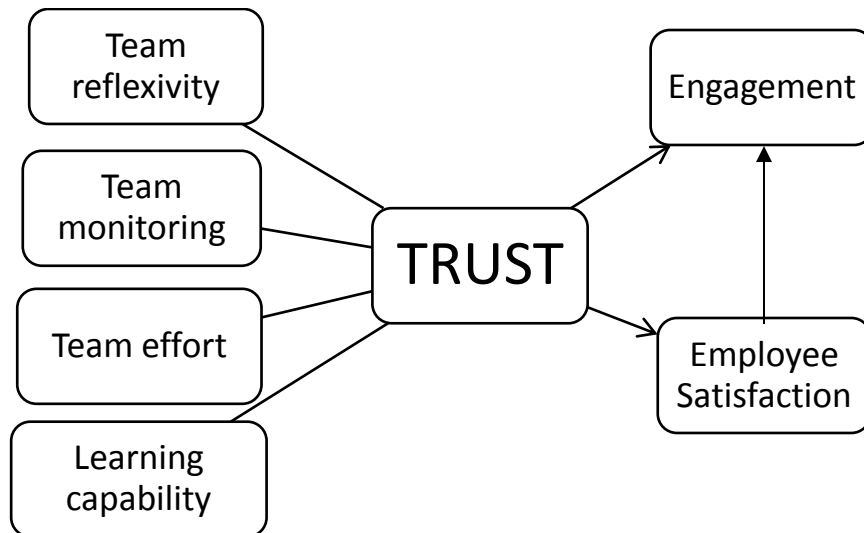 Team
reflexivity
Team
monitoring
Team effort
Learning
capability
TRUST
Engagement
Employee
Satisfaction